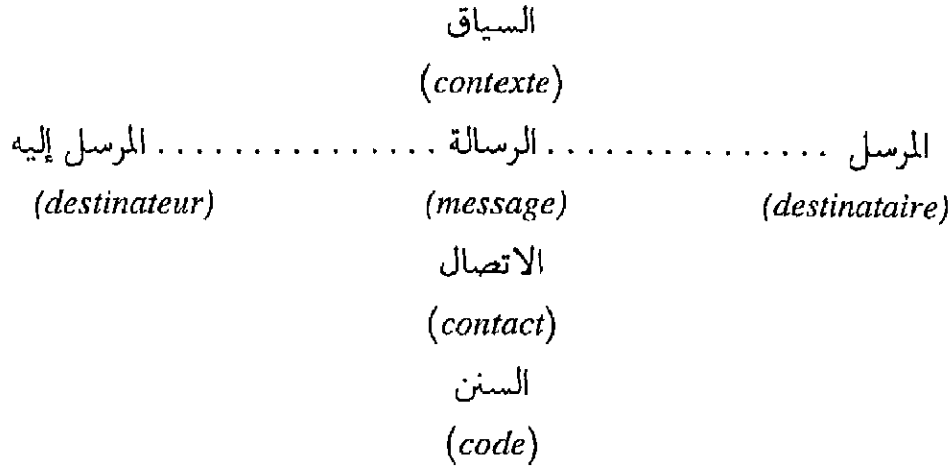 السياق
(contexte)
المرسل ............... الرسالة ............... المرسل إليه
(destinateur) (message) (destinataire)
الاتصال
(contact)
السنن
(code)